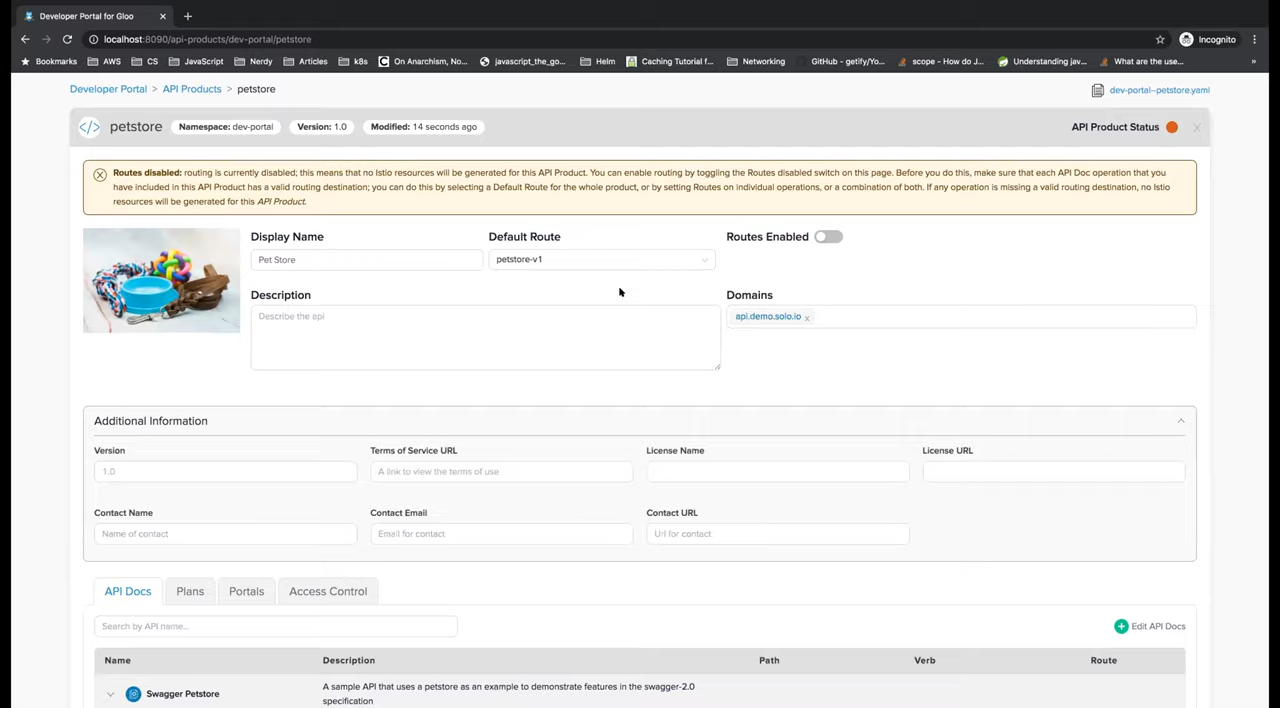 Developer Portal for Gloo
localhost:8090/api-products/dev-portal/petstore
Incognito
Bookmarks AWS CS JavaScript Nerdy Articles k8s On Anarchism, No... javascript_the_go... Helm Caching Tutorial f... Networking GitHub - getify/Yo... scope - How do J... Understanding jav... What are the use... »
Developer Portal > API Products > petstore
dev-portal--petstore.yaml
petstore Namespace: dev-portal Version: 1.0 Modified: 14 seconds ago
API Product Status
Routes disabled: routing is currently disabled; this means that no Istio resources will be generated for this API Product. You can enable routing by toggling the Routes disabled switch on this page. Before you do this, make sure that each API Doc operation that you
have included in this API Product has a valid routing destination; you can do this by selecting a Default Route for the whole product, or by setting Routes on individual operations, or a combination of both. If any operation is missing a valid routing destination, no Istio
resources will be generated for this API Product.
Display Name Default Route Routes Enabled
Pet Store petstore-v1
Description Domains
Describe the api api.demo.solo.io x
Additional Information
Version Terms of Service URL License Name License URL
1.0 A link to view the terms of use
Contact Name Contact Email Contact URL
Name of contact Email for contact Url for contact
API Docs Plans Portals Access Control
Search by API name...
Edit API Docs
Name Description Path Verb Route
Swagger Petstore
A sample API that uses a petstore as an example to demonstrate features in the swagger-2.0
specification